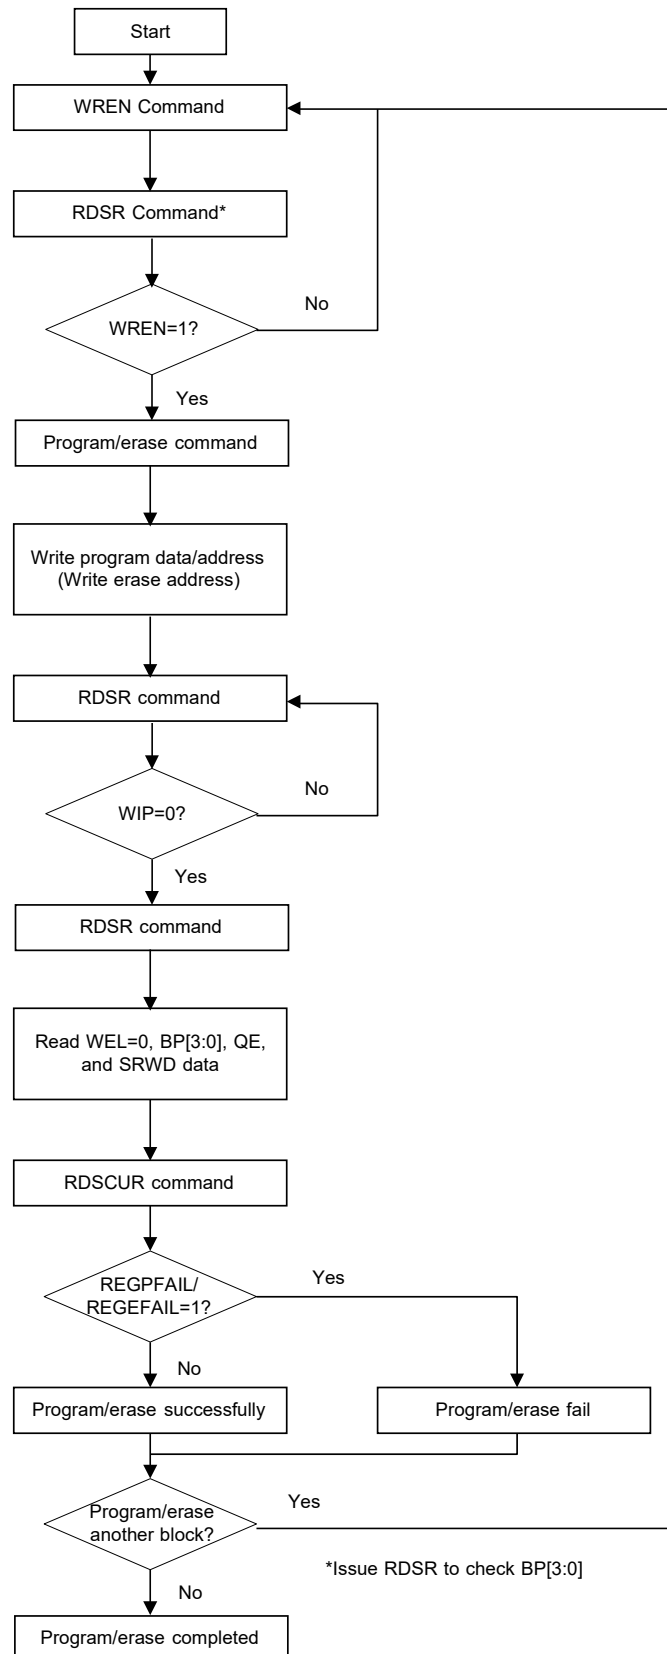 Start
WREN Command
RDSR Command*
No
WREN=1?
Yes
Program/erase command
Write program data/address
(Write erase address)
RDSR command
No
WIP=0?
Yes
RDSR command
Read WEL=0, BP[3:0], QE,
and SRWD data
RDSCUR command
Yes
REGPFAIL/
REGEFAIL=1?
No
Program/erase successfully
Program/erase fail
Yes
Program/erase
another block?
*Issue RDSR to check BP[3:0]
No
Program/erase completed